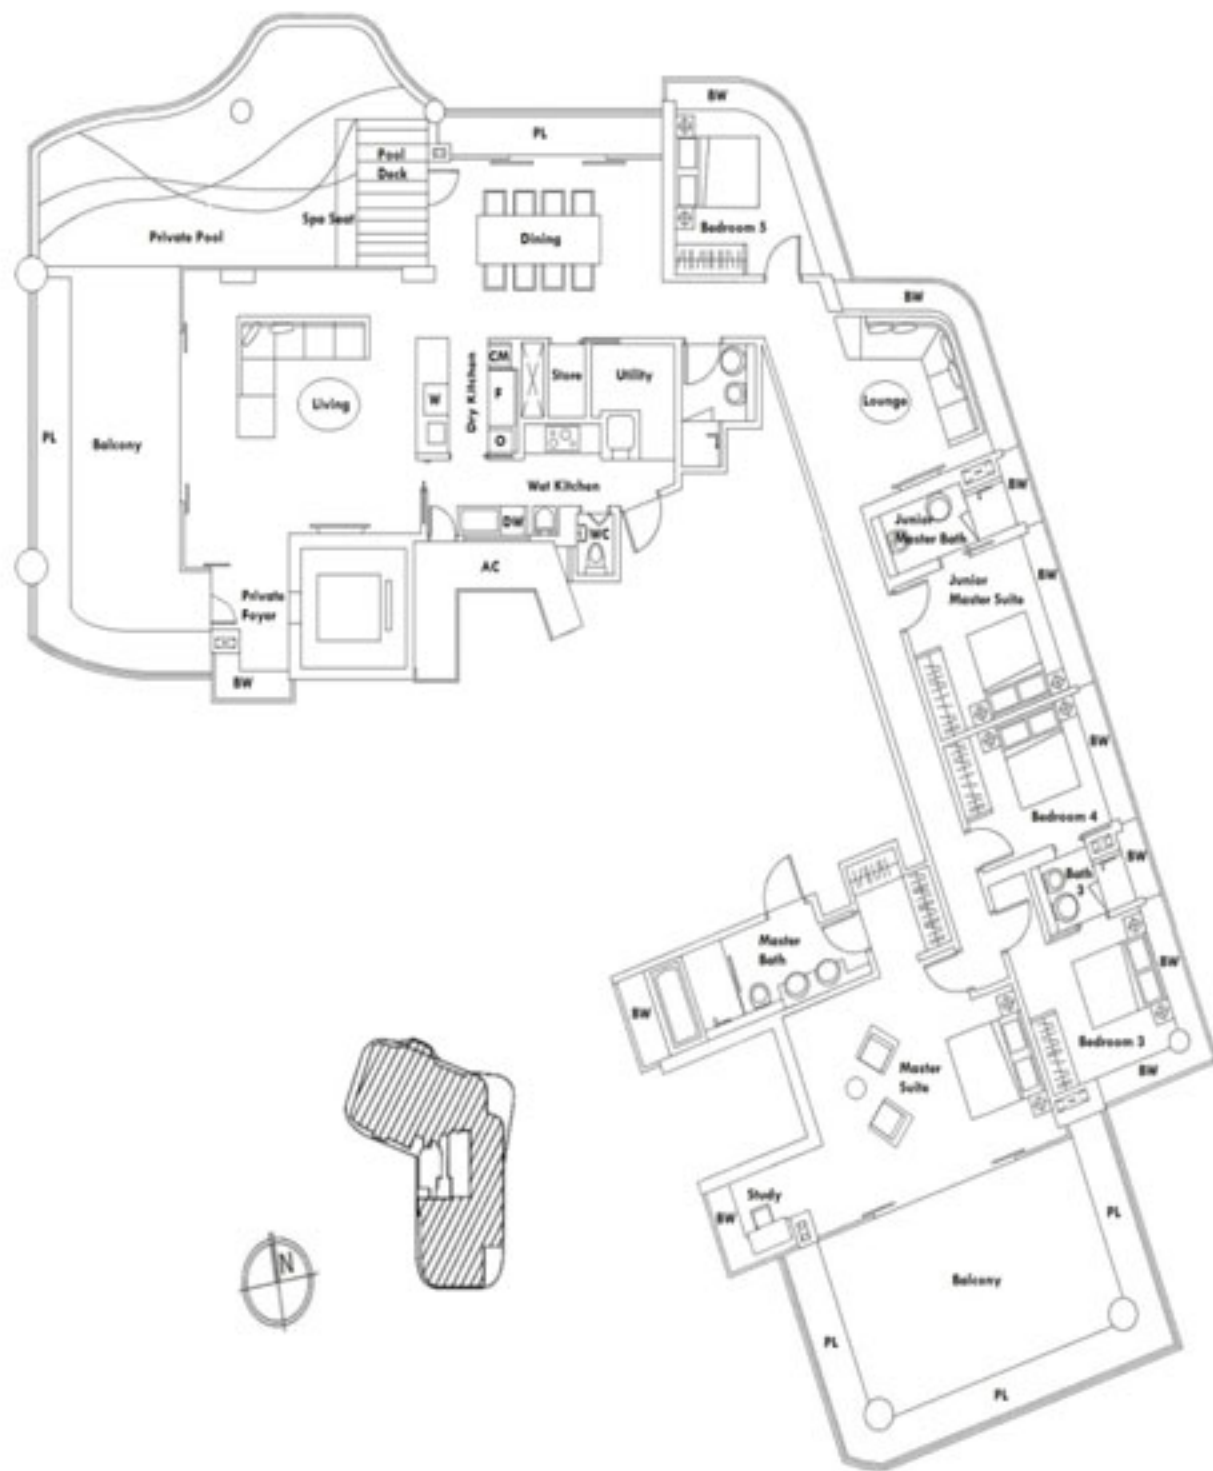 BW
PL
Pool
Deck
Spa Seat
Private Pool
Dining
Bedroom 5
BW
CM
Store
Utility
Dry Kitchen
F
W
Living
O
Lounge
PL
Balcony
Wet Kitchen
DW
WC
AC
BW
Junior
Master Bath
Junior
Master Suite
BW
Private
Foyer
BW
BW
Bedroom 4
Bath
3
BW
Master
Bath
BW
BW
Bedroom 3
BW
Master
Suite
Study
BW
PL
Balcony
PL
PL
N